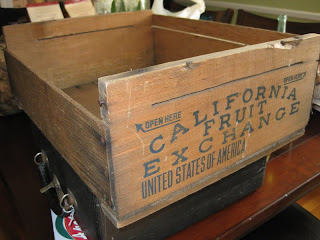 OPEN HERE
CALIFORNIA
FRUIT
EXCHANGE
UNITED STATES OF AMERICA